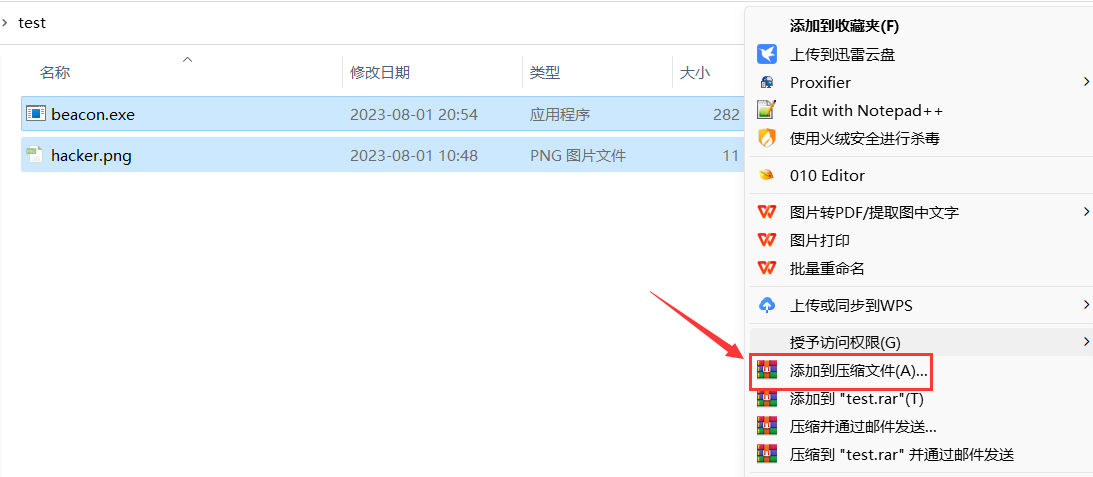 test
名称 修改日期 类型 大小
beacon.exe 2023-08-01 20:54 应用程序 282
hacker.png 2023-08-01 10:48 PNG 图片文件 11
添加到收藏夹(F)
上传到迅雷云盘
Proxifier
Edit with Notepad++
使用火绒安全进行杀毒
010 Editor
图片转PDF/提取图中文字
图片打印
批量重命名
上传或同步到WPS
授予访问权限(G)
添加到压缩文件(A)...
添加到 "test.rar"(T)
压缩并通过邮件发送...
压缩到 "test.rar" 并通过邮件发送